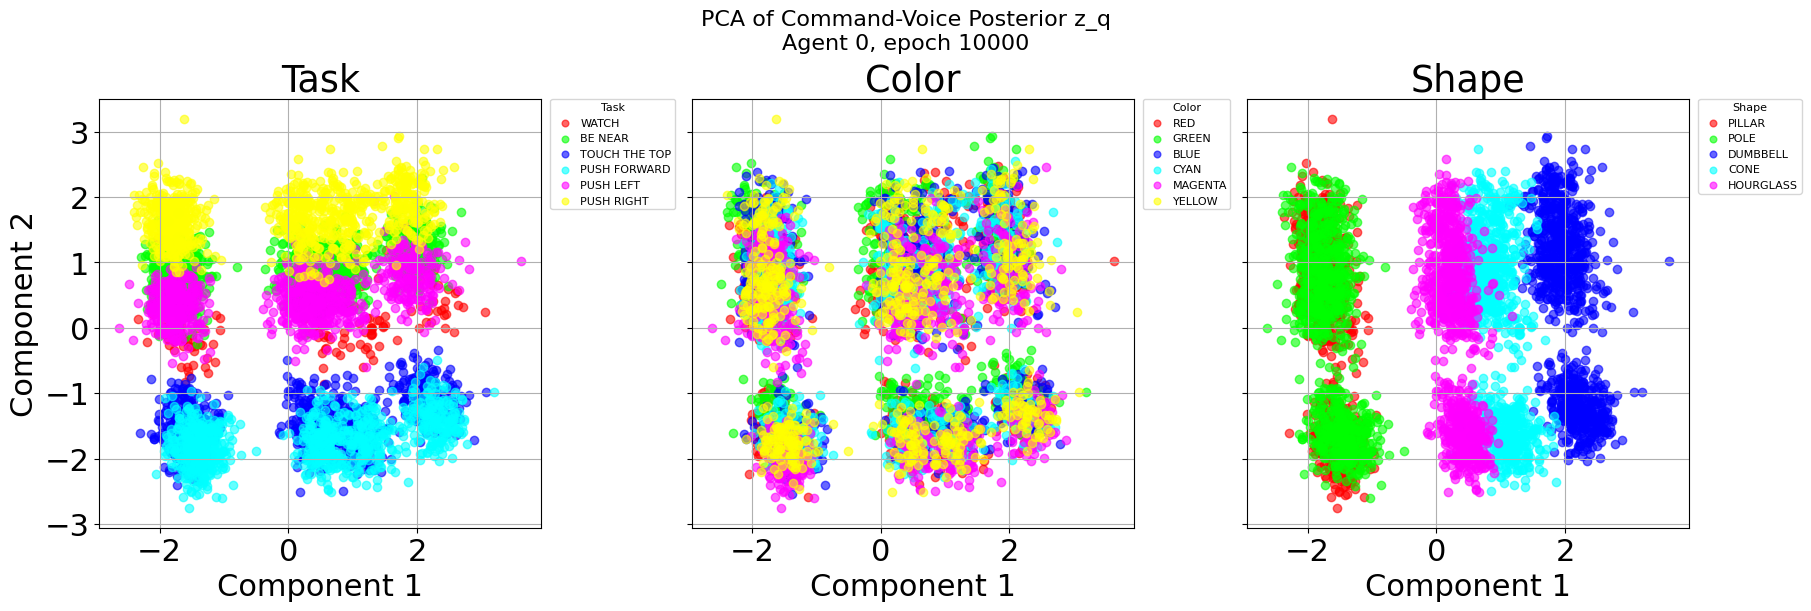 PCA of Command-Voice Posterior z_q
Agent 0, epoch 10000
Task
Component 2
3
2
1
0
−1
−2
−3
−2
0
2
Component 1
Task
WATCH
BE NEAR
TOUCH THE TOP
PUSH FORWARD
PUSH LEFT
PUSH RIGHT
Color
−2
0
2
Component 1
Color
RED
GREEN
BLUE
CYAN
MAGENTA
YELLOW
Shape
−2
0
2
Component 1
Shape
PILLAR
POLE
DUMBBELL
CONE
HOURGLASS